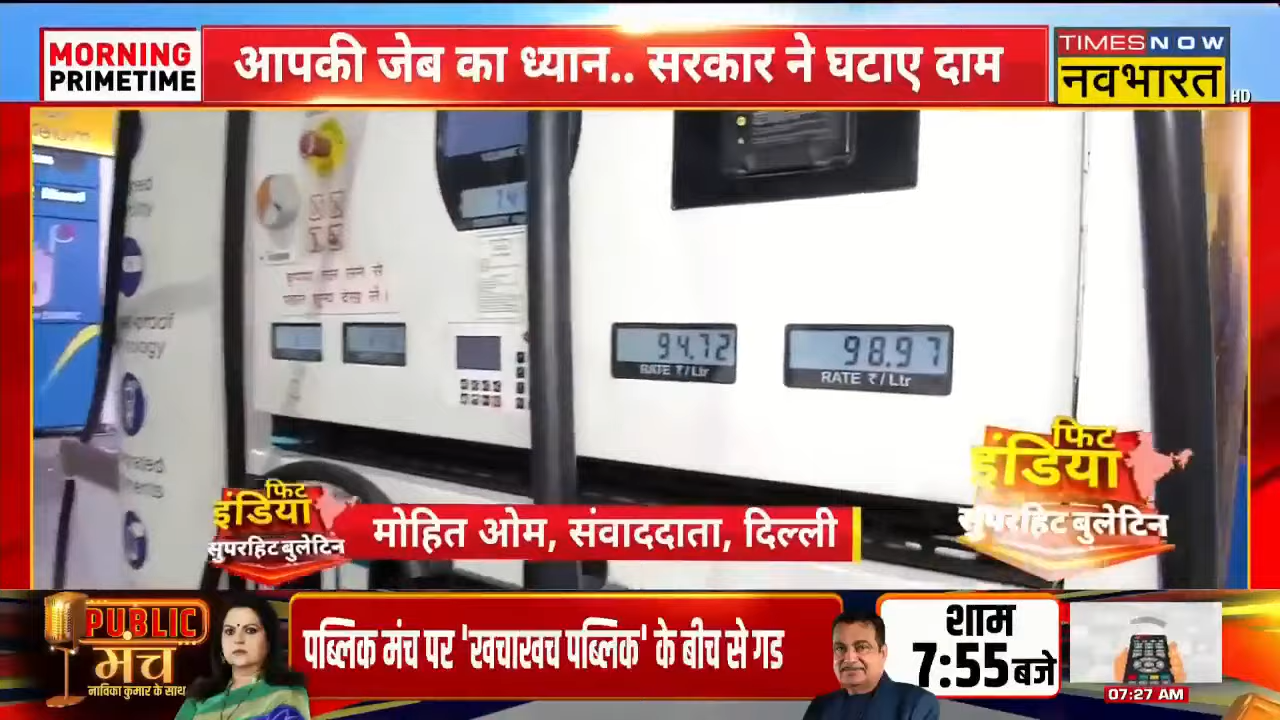 MORNING
PRIMETIME
आपकी जेब का ध्यान.. सरकार ने घटाए दाम
TIMES NOW
नवभारत
HD
94.72
RATE ₹/Ltr
98.97
RATE ₹/Ltr
फिट
इंडिया
सुपरहिट बुलेटिन
मोहित ओम, संवाददाता, दिल्ली
फिट
इंडिया
सुपरहिट बुलेटिन
PUBLIC
मंच
नाविका कुमार के साथ
पब्लिक मंच पर 'खचाखच पब्लिक' के बीच से गड
शाम
7:55 बजे
07:27 AM